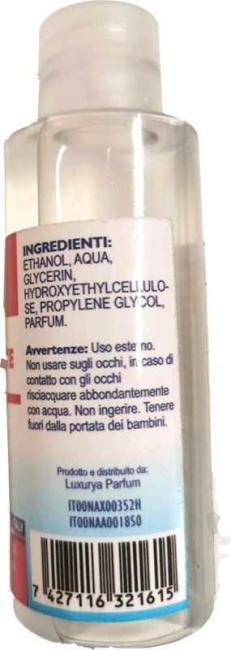 INGREDIENTI:
ETHANOL, AQUA,
GLYCERIN,
HYDROXYETHYLCELLULO-
SE, PROPYLENE GLYCOL,
PARFUM.
Avvertenze: Uso esterno.
Non usare sugli occhi, in caso di
contatto con gli occhi
risciacquare abbondantemente
con acqua. Non ingerire. Tenere
fuori dalla portata dei bambini.
Prodotto e distribuito da:
Luxurya Parfum
IT00NAX00352H
IT00NAA001850
7 427116 321615